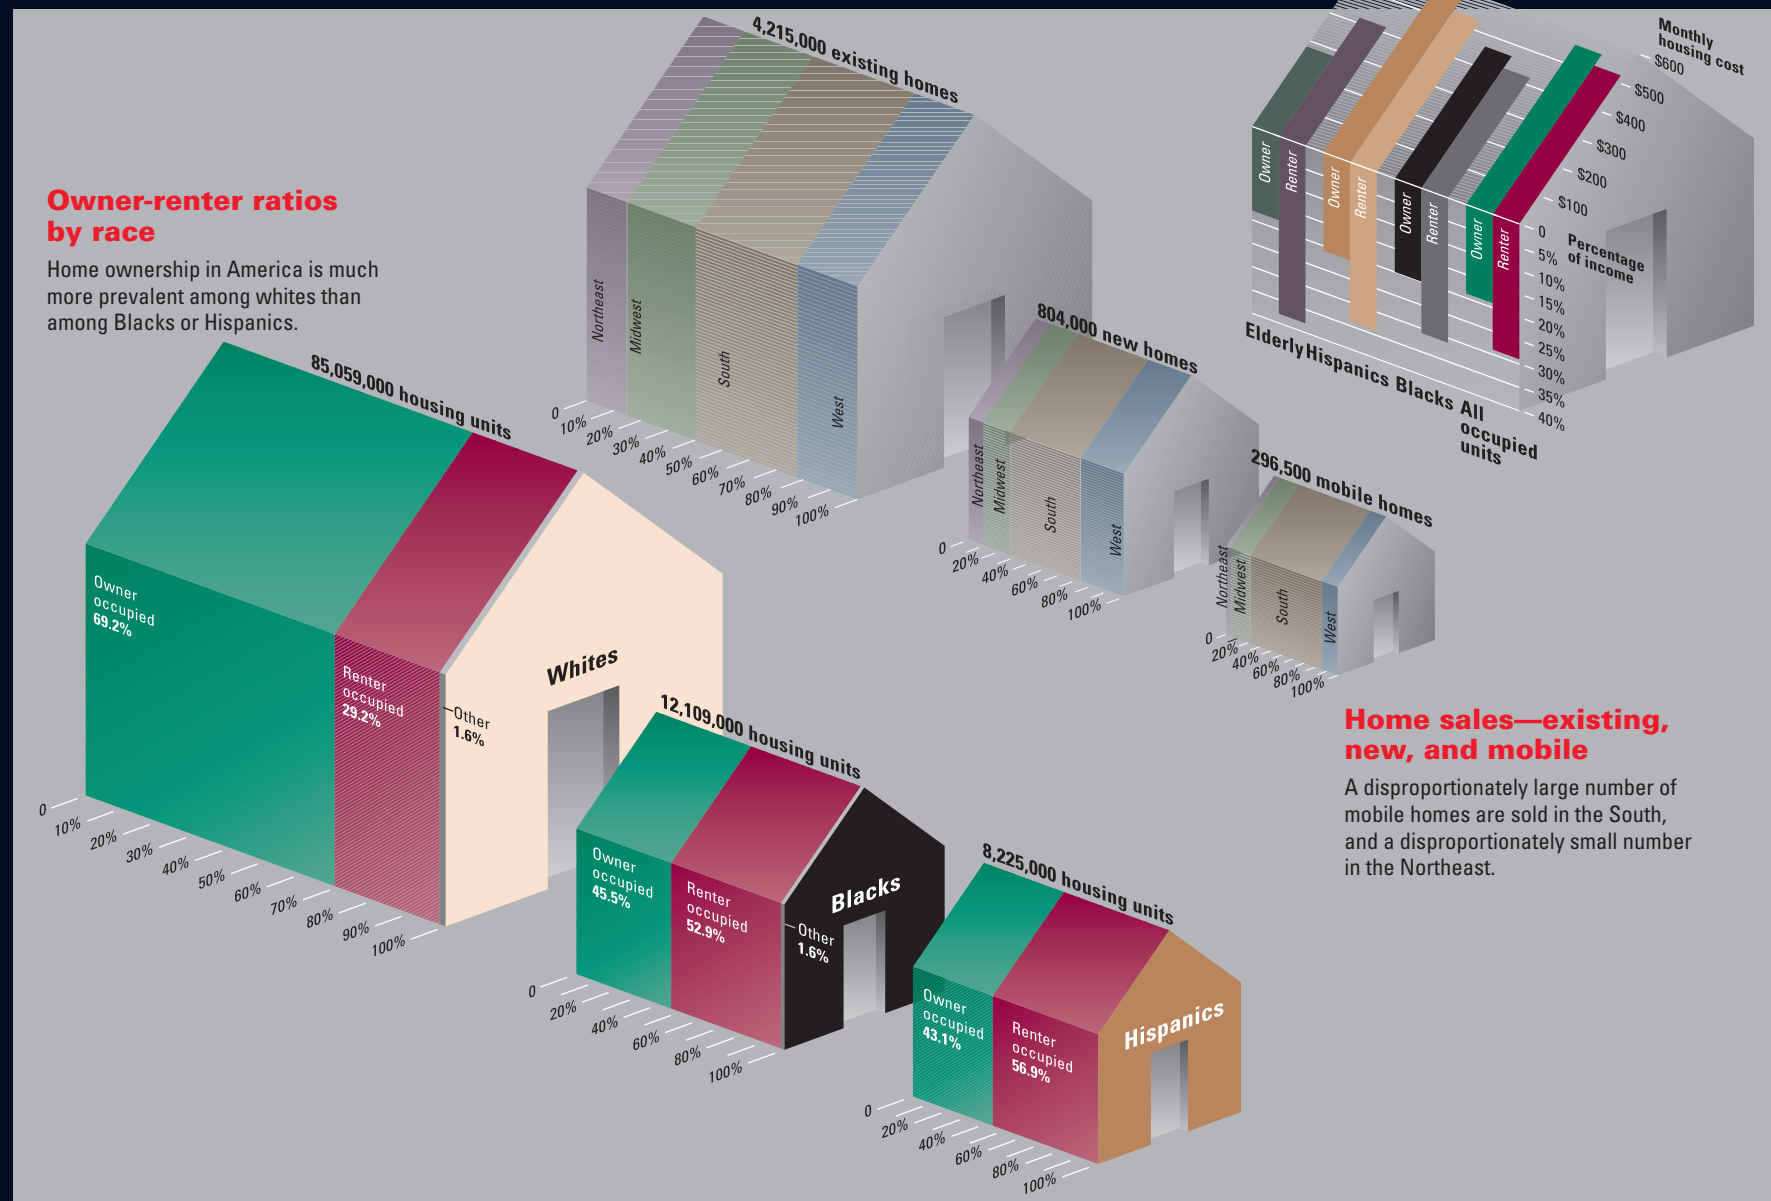 Owner-renter ratios
by race
Home ownership in America is much
more prevalent among whites than
among Blacks or Hispanics.
85,059,000 housing units
Owner
occupied
69.2%
Renter
occupied
29.2%
Other
1.6%
Whites
0
10%
20%
30%
40%
50%
60%
70%
80%
90%
100%
12,109,000 housing units
Owner
occupied
45.5%
Renter
occupied
52.9%
Other
1.6%
Blacks
0
20%
40%
60%
80%
100%
8,225,000 housing units
Owner
occupied
43.1%
Renter
occupied
56.9%
Hispanics
0
20%
40%
60%
80%
100%
4,215,000 existing homes
Northeast
Midwest
South
West
0
10%
20%
30%
40%
50%
60%
70%
80%
90%
100%
804,000 new homes
Northeast
Midwest
South
West
0
20%
40%
60%
80%
100%
296,500 mobile homes
Northeast
Midwest
South
West
0
20%
40%
60%
80%
100%
Home sales—existing,
new, and mobile
A disproportionately large number of
mobile homes are sold in the South,
and a disproportionately small number
in the Northeast.
Monthly
housing cost
$600
$500
$400
$300
$200
$100
0
Percentage
of income
5%
10%
15%
20%
25%
30%
35%
40%
Owner
Renter
Owner
Renter
Owner
Renter
Owner
Renter
Elderly
Hispanics
Blacks
All
occupied
units